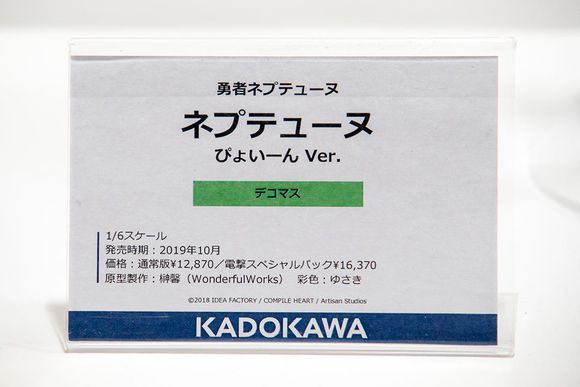 勇者ネプテューヌ
ネプテューヌ
ぴょいーん Ver.
デコマス
1/6スケール
発売時期：2019年10月
価格：通常版¥12,870／電撃スペシャルパック¥16,370
原型製作：榊馨（WonderfulWorks） 彩色：ゆさき
©2018 IDEA FACTORY / COMPILE HEART / Artisan Studios
KADOKAWA